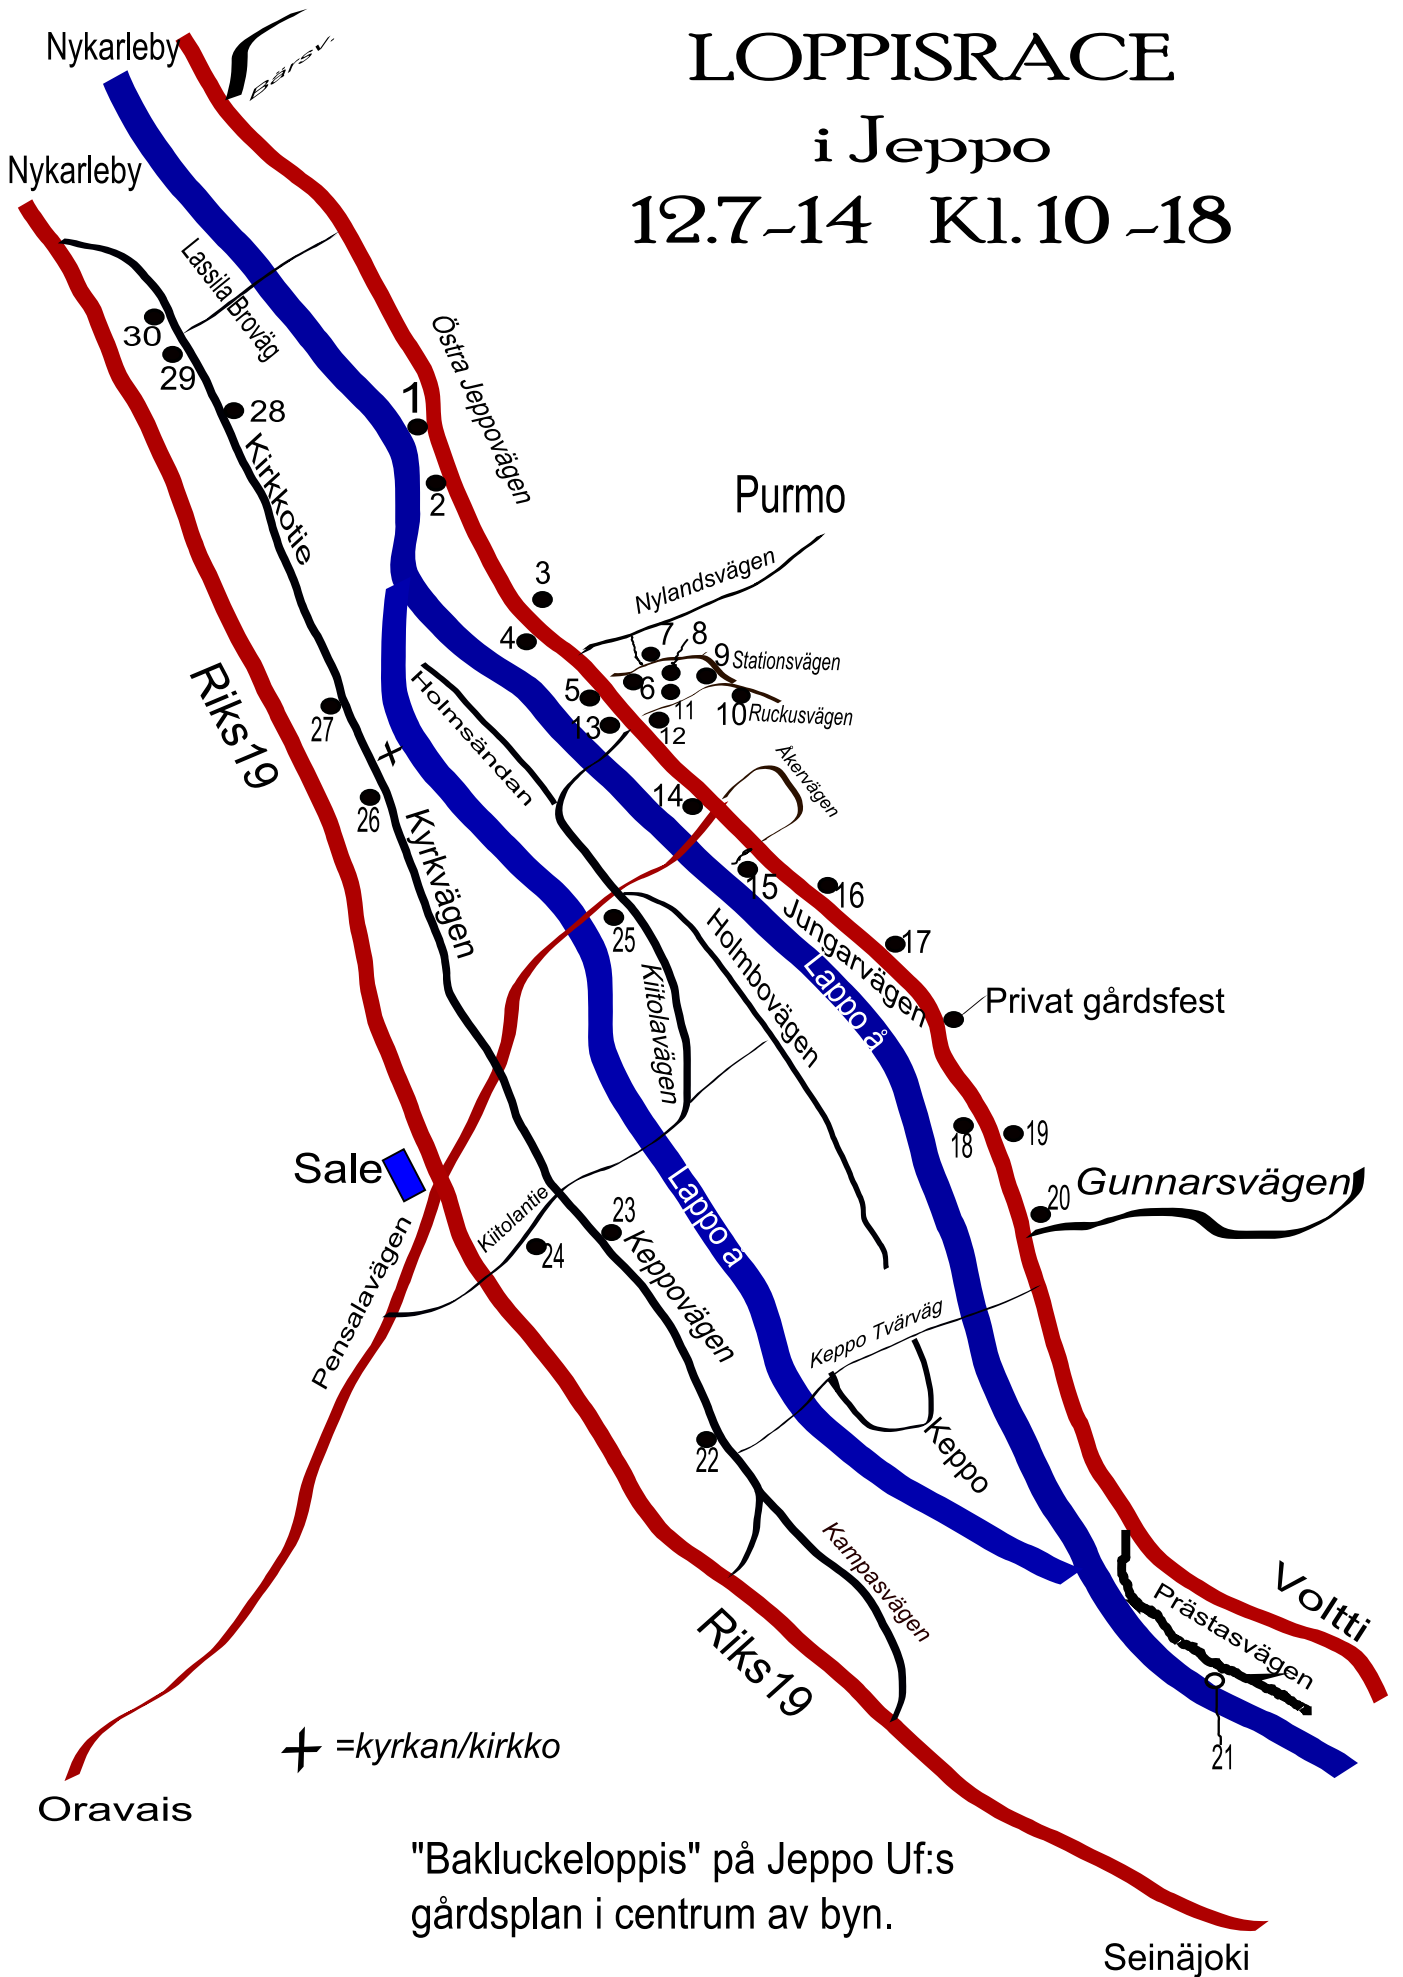 LOPPISRACE
i Jeppo
12.7-14 Kl. 10 -18
Nykarleby
Bärsv.
Nykarleby
Lassila Broväg
30
29
28
1
Östra Jeppovägen
2
Kirkkotie
Purmo
Nylandsvägen
3
4
7
8
9
Stationsvägen
5
6
11
10
Ruckusvägen
13
12
Riks19
27
Holmsändan
Åkervägen
14
26
Kyrkvägen
15
16
Jungarvägen
17
25
Holmbovägen
Lappo å
Kiitolavägen
Privat gårdsfest
18
19
Sale
Lappo å
20
Gunnarsvägen
Kiitolantie
23
24
Pensalavägen
Keppovägen
Keppo Tvärväg
22
Keppo
Kampasvägen
Voltti
Prästasvägen
Riks19
21
=kyrkan/kirkko
Oravais
"Bakluckeloppis" på Jeppo Uf:s
gårdsplan i centrum av byn.
Seinäjoki